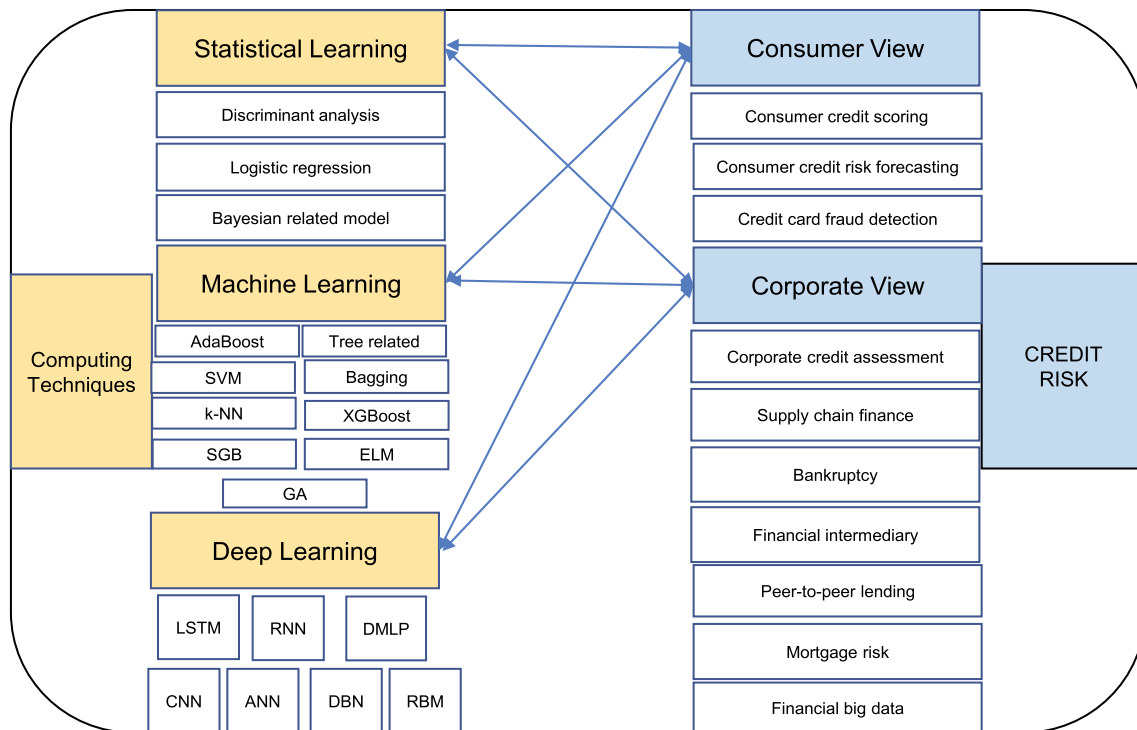 Statistical Learning
Discriminant analysis
Logistic regression
Bayesian related model
Computing
Techniques
Machine Learning
AdaBoost
Tree related
SVM
Bagging
k-NN
XGBoost
SGB
ELM
GA
Deep Learning
LSTM
RNN
DMLP
CNN
ANN
DBN
RBM
Consumer View
Consumer credit scoring
Consumer credit risk forecasting
Credit card fraud detection
Corporate View
CREDIT
RISK
Corporate credit assessment
Supply chain finance
Bankruptcy
Financial intermediary
Peer-to-peer lending
Mortgage risk
Financial big data